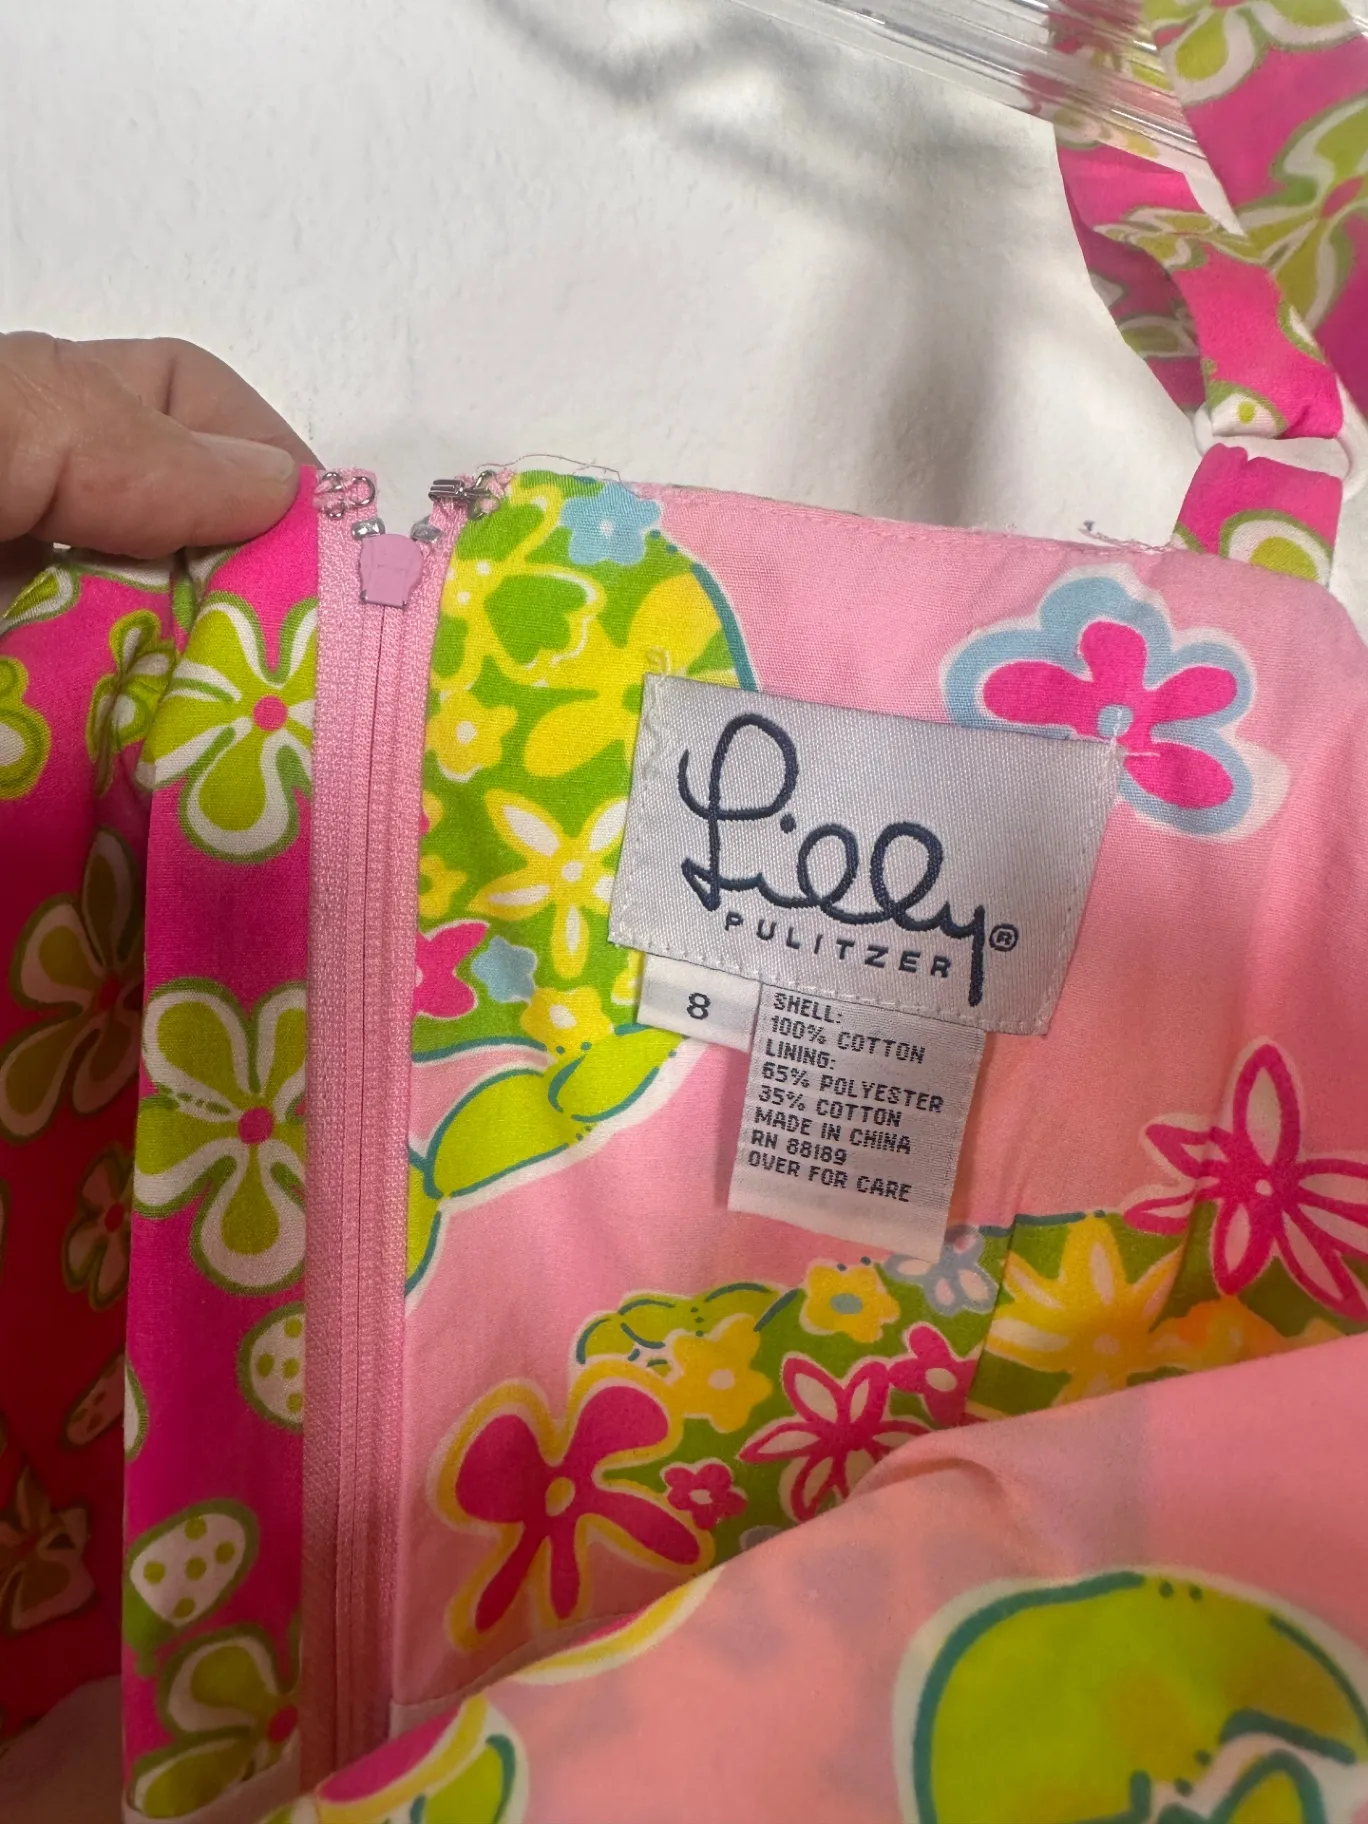 Lilly®
PULITZER
8
SHELL:
100% COTTON
LINING:
65% POLYESTER
35% COTTON
MADE IN CHINA
RN 88189
OVER FOR CARE